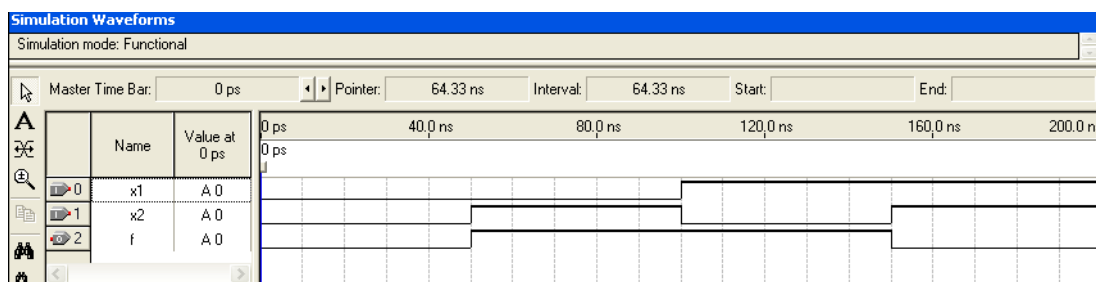 Simulation Waveforms
Simulation mode: Functional
Master Time Bar: 0 ps Pointer: 64.33 ns Interval: 64.33 ns Start: End:
A
Name Value at 0 ps
0 ps 40.0 ns 80.0 ns 120.0 ns 160.0 ns 200.0 n
0 ps
0 x1 A 0
1 x2 A 0
2 f A 0